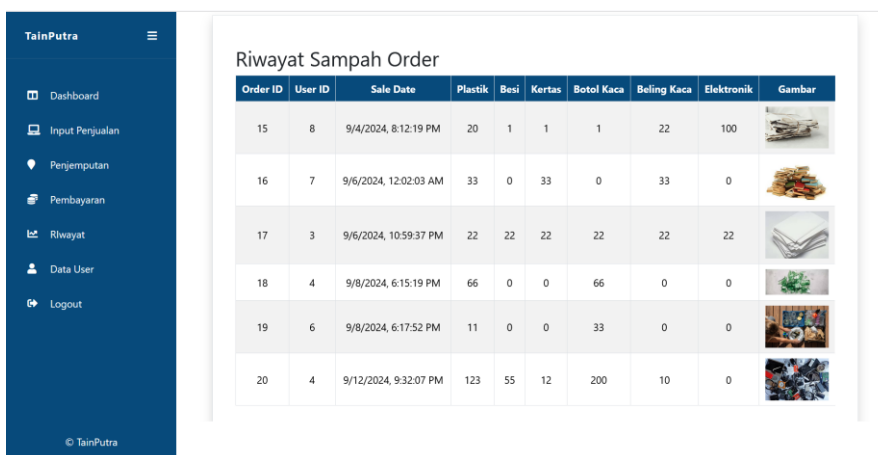 TainPutra
Dashboard
Input Penjualan
Penjemputan
Pembayaran
RIwayat
Data User
Logout
© TainPutra
Riwayat Sampah Order
Order ID User ID Sale Date Plastik Besi Kertas Botol Kaca Beling Kaca Elektronik Gambar
15 8 9/4/2024, 8:12:19 PM 20 1 1 1 22 100
16 7 9/6/2024, 12:02:03 AM 33 0 33 0 33 0
17 3 9/6/2024, 10:59:37 PM 22 22 22 22 22 22
18 4 9/8/2024, 6:15:19 PM 66 0 0 66 0 0
19 6 9/8/2024, 6:17:52 PM 11 0 0 33 0 0
20 4 9/12/2024, 9:32:07 PM 123 55 12 200 10 0